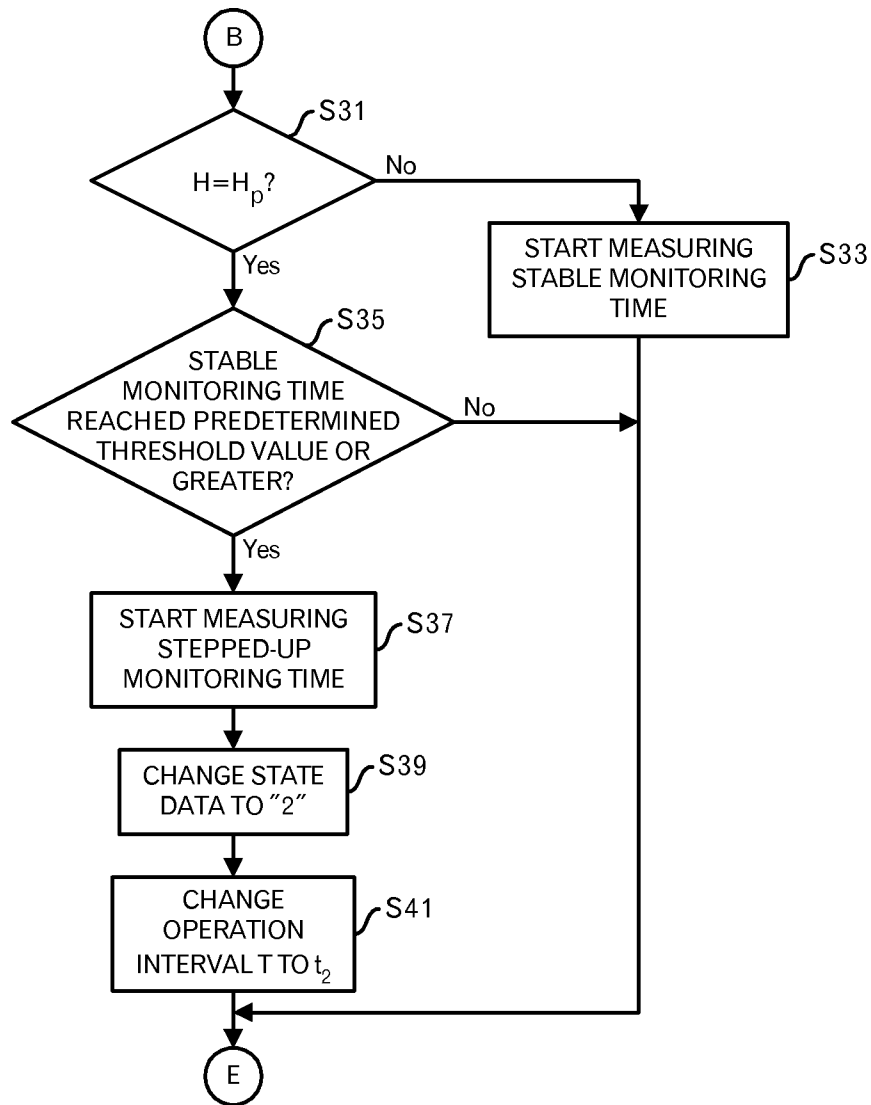 B
S31
H=Hp?
No
Yes
START MEASURING
STABLE MONITORING
TIME
S33
S35
STABLE
MONITORING TIME
REACHED PREDETERMINED
THRESHOLD VALUE OR
GREATER?
No
Yes
START MEASURING
STEPPED-UP
MONITORING TIME
S37
CHANGE STATE
DATA TO ″2″
S39
CHANGE
OPERATION
INTERVAL T TO t2
S41
E